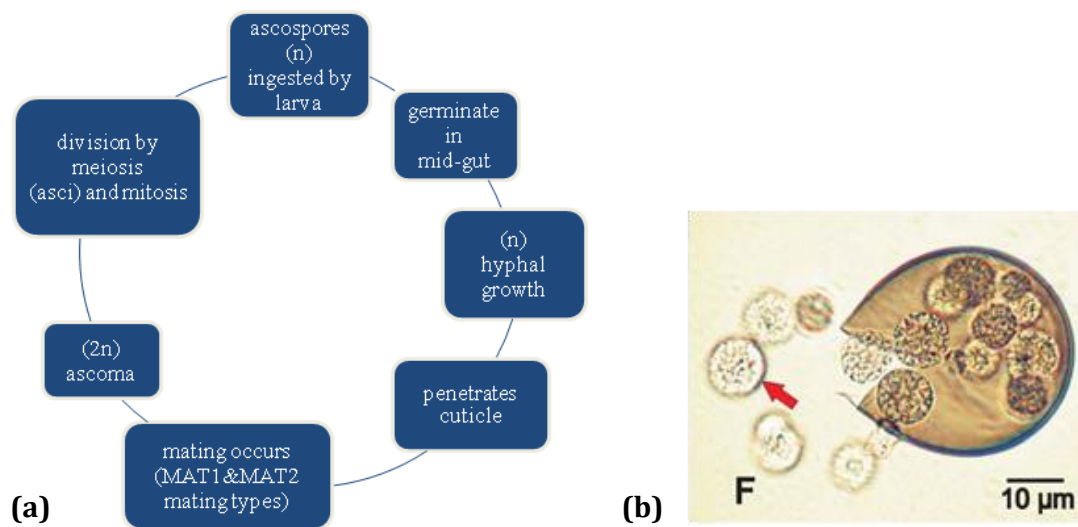 ascospores
(n)
ingested by
larva
germinate
in
mid-gut
(n)
hyphal
growth
penetrates
cuticle
mating occurs
(MAT1&MAT2
mating types)
(2n)
ascoma
division by
meiosis
(asci) and mitosis
(a)
(b)
F
10 µm